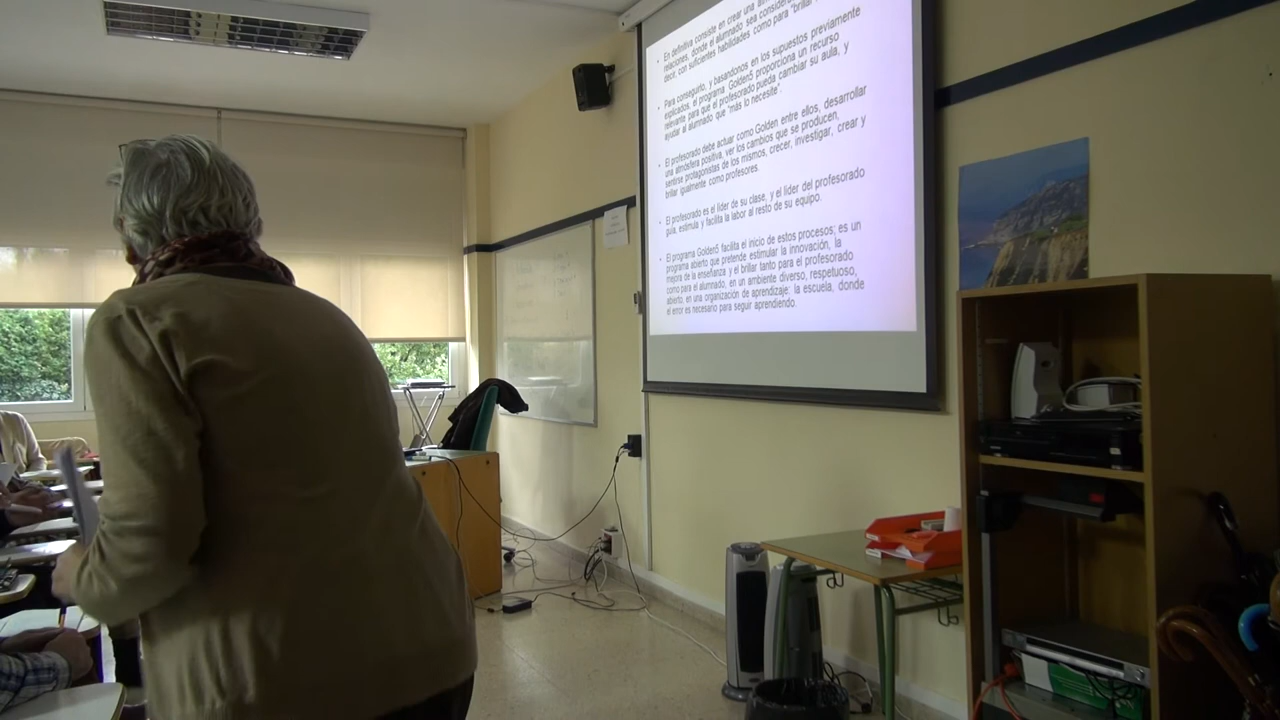 • En definitiva consiste en crear una
relaciones, donde el alumnado sea
decir, con suficientes habilidades como para "brillar
• Para conseguirlo, y basándonos en los supuestos previamente
explicados, el programa Golden5 proporciona un recurso
relevante para que el profesorado pueda cambiar su aula, y
ayudar al alumnado que "más lo necesite".
• El profesorado debe actuar como Golden entre ellos, desarrollar
una atmósfera positiva, ver los cambios que se producen,
sentirse protagonistas de los mismos, crecer, investigar, crear y
brillar igualmente como profesores.
• El profesorado es el líder de su clase, y el líder del profesorado
guía, estimula y facilita la labor al resto de su equipo.
• El programa Golden5 facilita el inicio de estos procesos; es un
programa abierto que pretende estimular la innovación, la
mejora de la enseñanza y el brillar tanto para el profesorado
como para el alumnado, en un ambiente diverso, respetuoso,
abierto, en una organización de aprendizaje: la escuela, donde
el error es necesario para seguir aprendiendo.